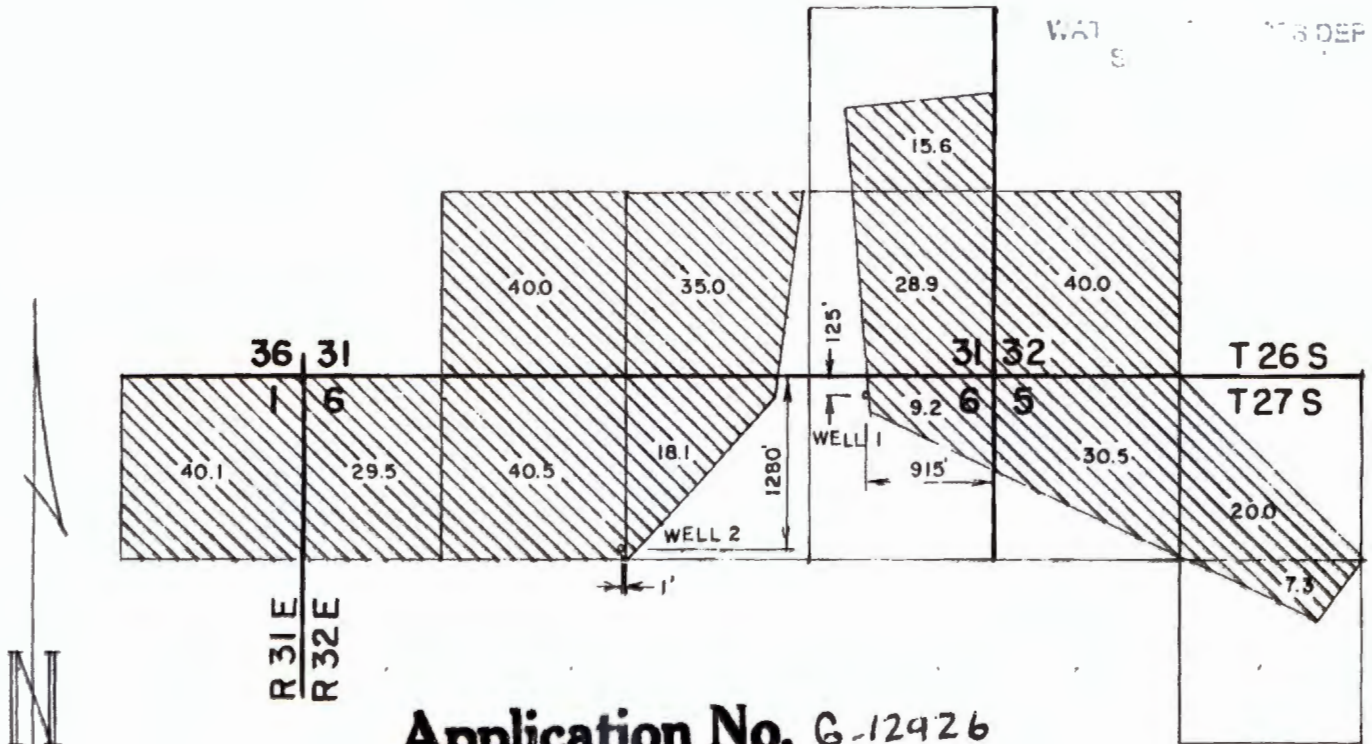 15.6
40.0 35.0 28.9 40.0
125'
36 31 31 32 T 26 S
1 6 6 5 T 27 S
9.2
WELL 1
40.1 29.5 40.5 18.1 1280' 915' 30.5 20.0
WELL 2
7.3
1'
R 31 E
R 32 E
N
Application No. G-12926